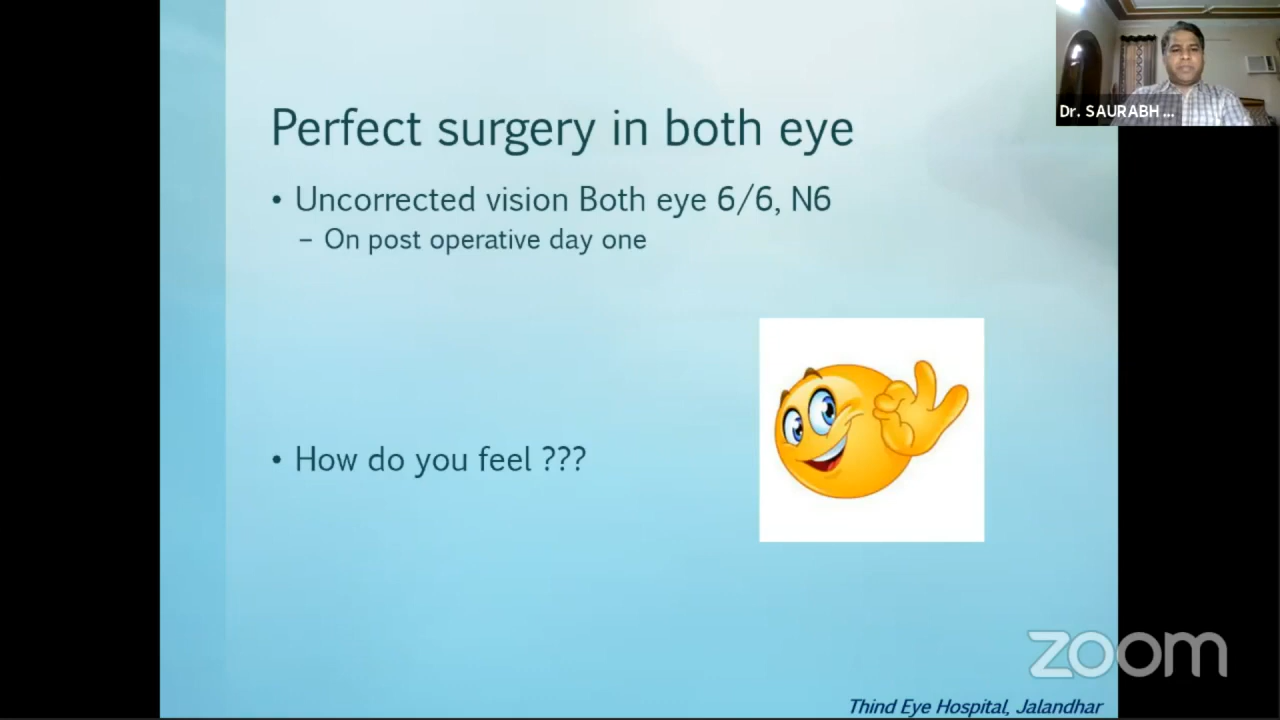 Perfect surgery in both eye
• Uncorrected vision Both eye 6/6, N6
– On post operative day one
• How do you feel ???
Dr. SAURABH ...
zoom
Thind Eye Hospital, Jalandhar